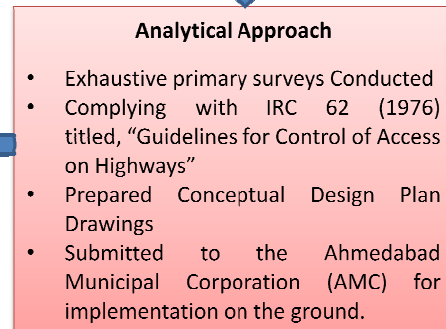 Analytical Approach
• Exhaustive primary surveys Conducted
• Complying with IRC 62 (1976)
titled, “Guidelines for Control of Access
on Highways”
• Prepared Conceptual Design Plan
Drawings
• Submitted to the Ahmedabad
Municipal Corporation (AMC) for
implementation on the ground.